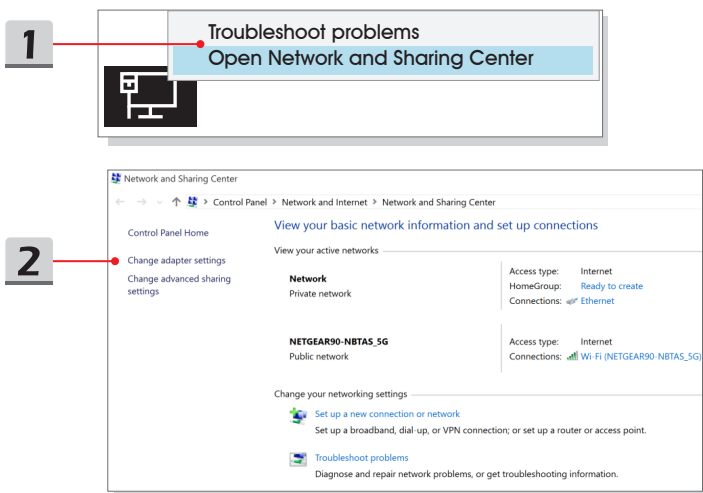 1
Troubleshoot problems
Open Network and Sharing Center
2
Network and Sharing Center
Control Panel > Network and Internet > Network and Sharing Center
Control Panel Home
Change adapter settings
Change advanced sharing
settings
View your basic network information and set up connections
View your active networks
Network
Private network
Access type: Internet
HomeGroup: Ready to create
Connections: Ethernet
NETGEAR90-NBTAS_5G
Public network
Access type: Internet
Connections: Wi-Fi (NETGEAR90-NBTAS_5G)
Change your networking settings
Set up a new connection or network
Set up a broadband, dial-up, or VPN connection; or set up a router or access point.
Troubleshoot problems
Diagnose and repair network problems, or get troubleshooting information.